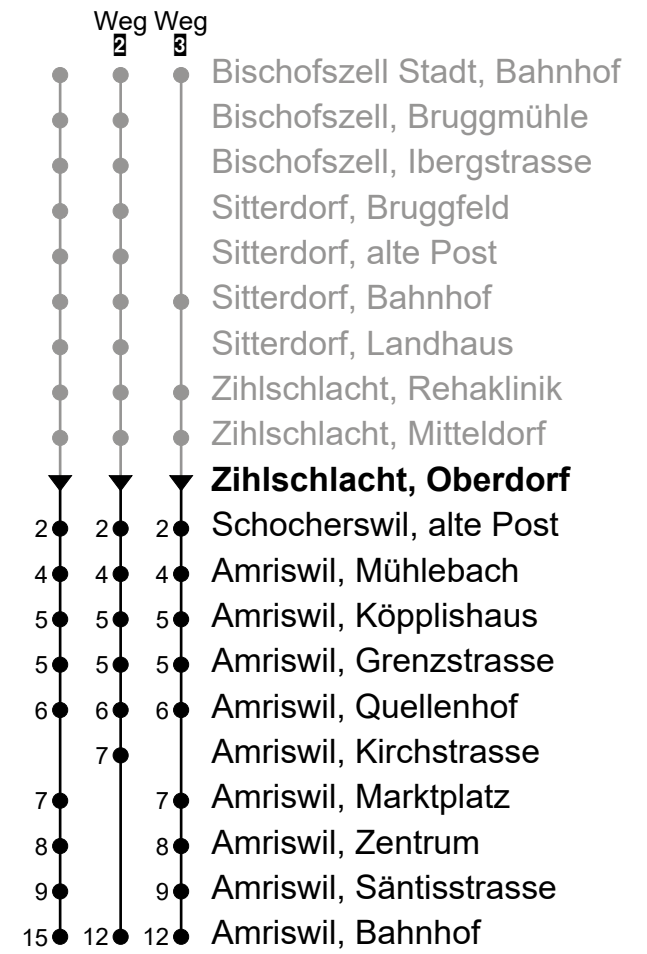 Weg Weg
2 3
Bischofszell Stadt, Bahnhof
Bischofszell, Bruggmühle
Bischofszell, Ibergstrasse
Sitterdorf, Bruggfeld
Sitterdorf, alte Post
Sitterdorf, Bahnhof
Sitterdorf, Landhaus
Zihlschlacht, Rehaklinik
Zihlschlacht, Mitteldorf
Zihlschlacht, Oberdorf
2 2 2 Schocherswil, alte Post
4 4 4 Amriswil, Mühlebach
5 5 5 Amriswil, Köpplishaus
5 5 5 Amriswil, Grenzstrasse
6 6 6 Amriswil, Quellenhof
7 Amriswil, Kirchstrasse
7 7 Amriswil, Marktplatz
8 8 Amriswil, Zentrum
9 9 Amriswil, Säntisstrasse
15 12 12 Amriswil, Bahnhof